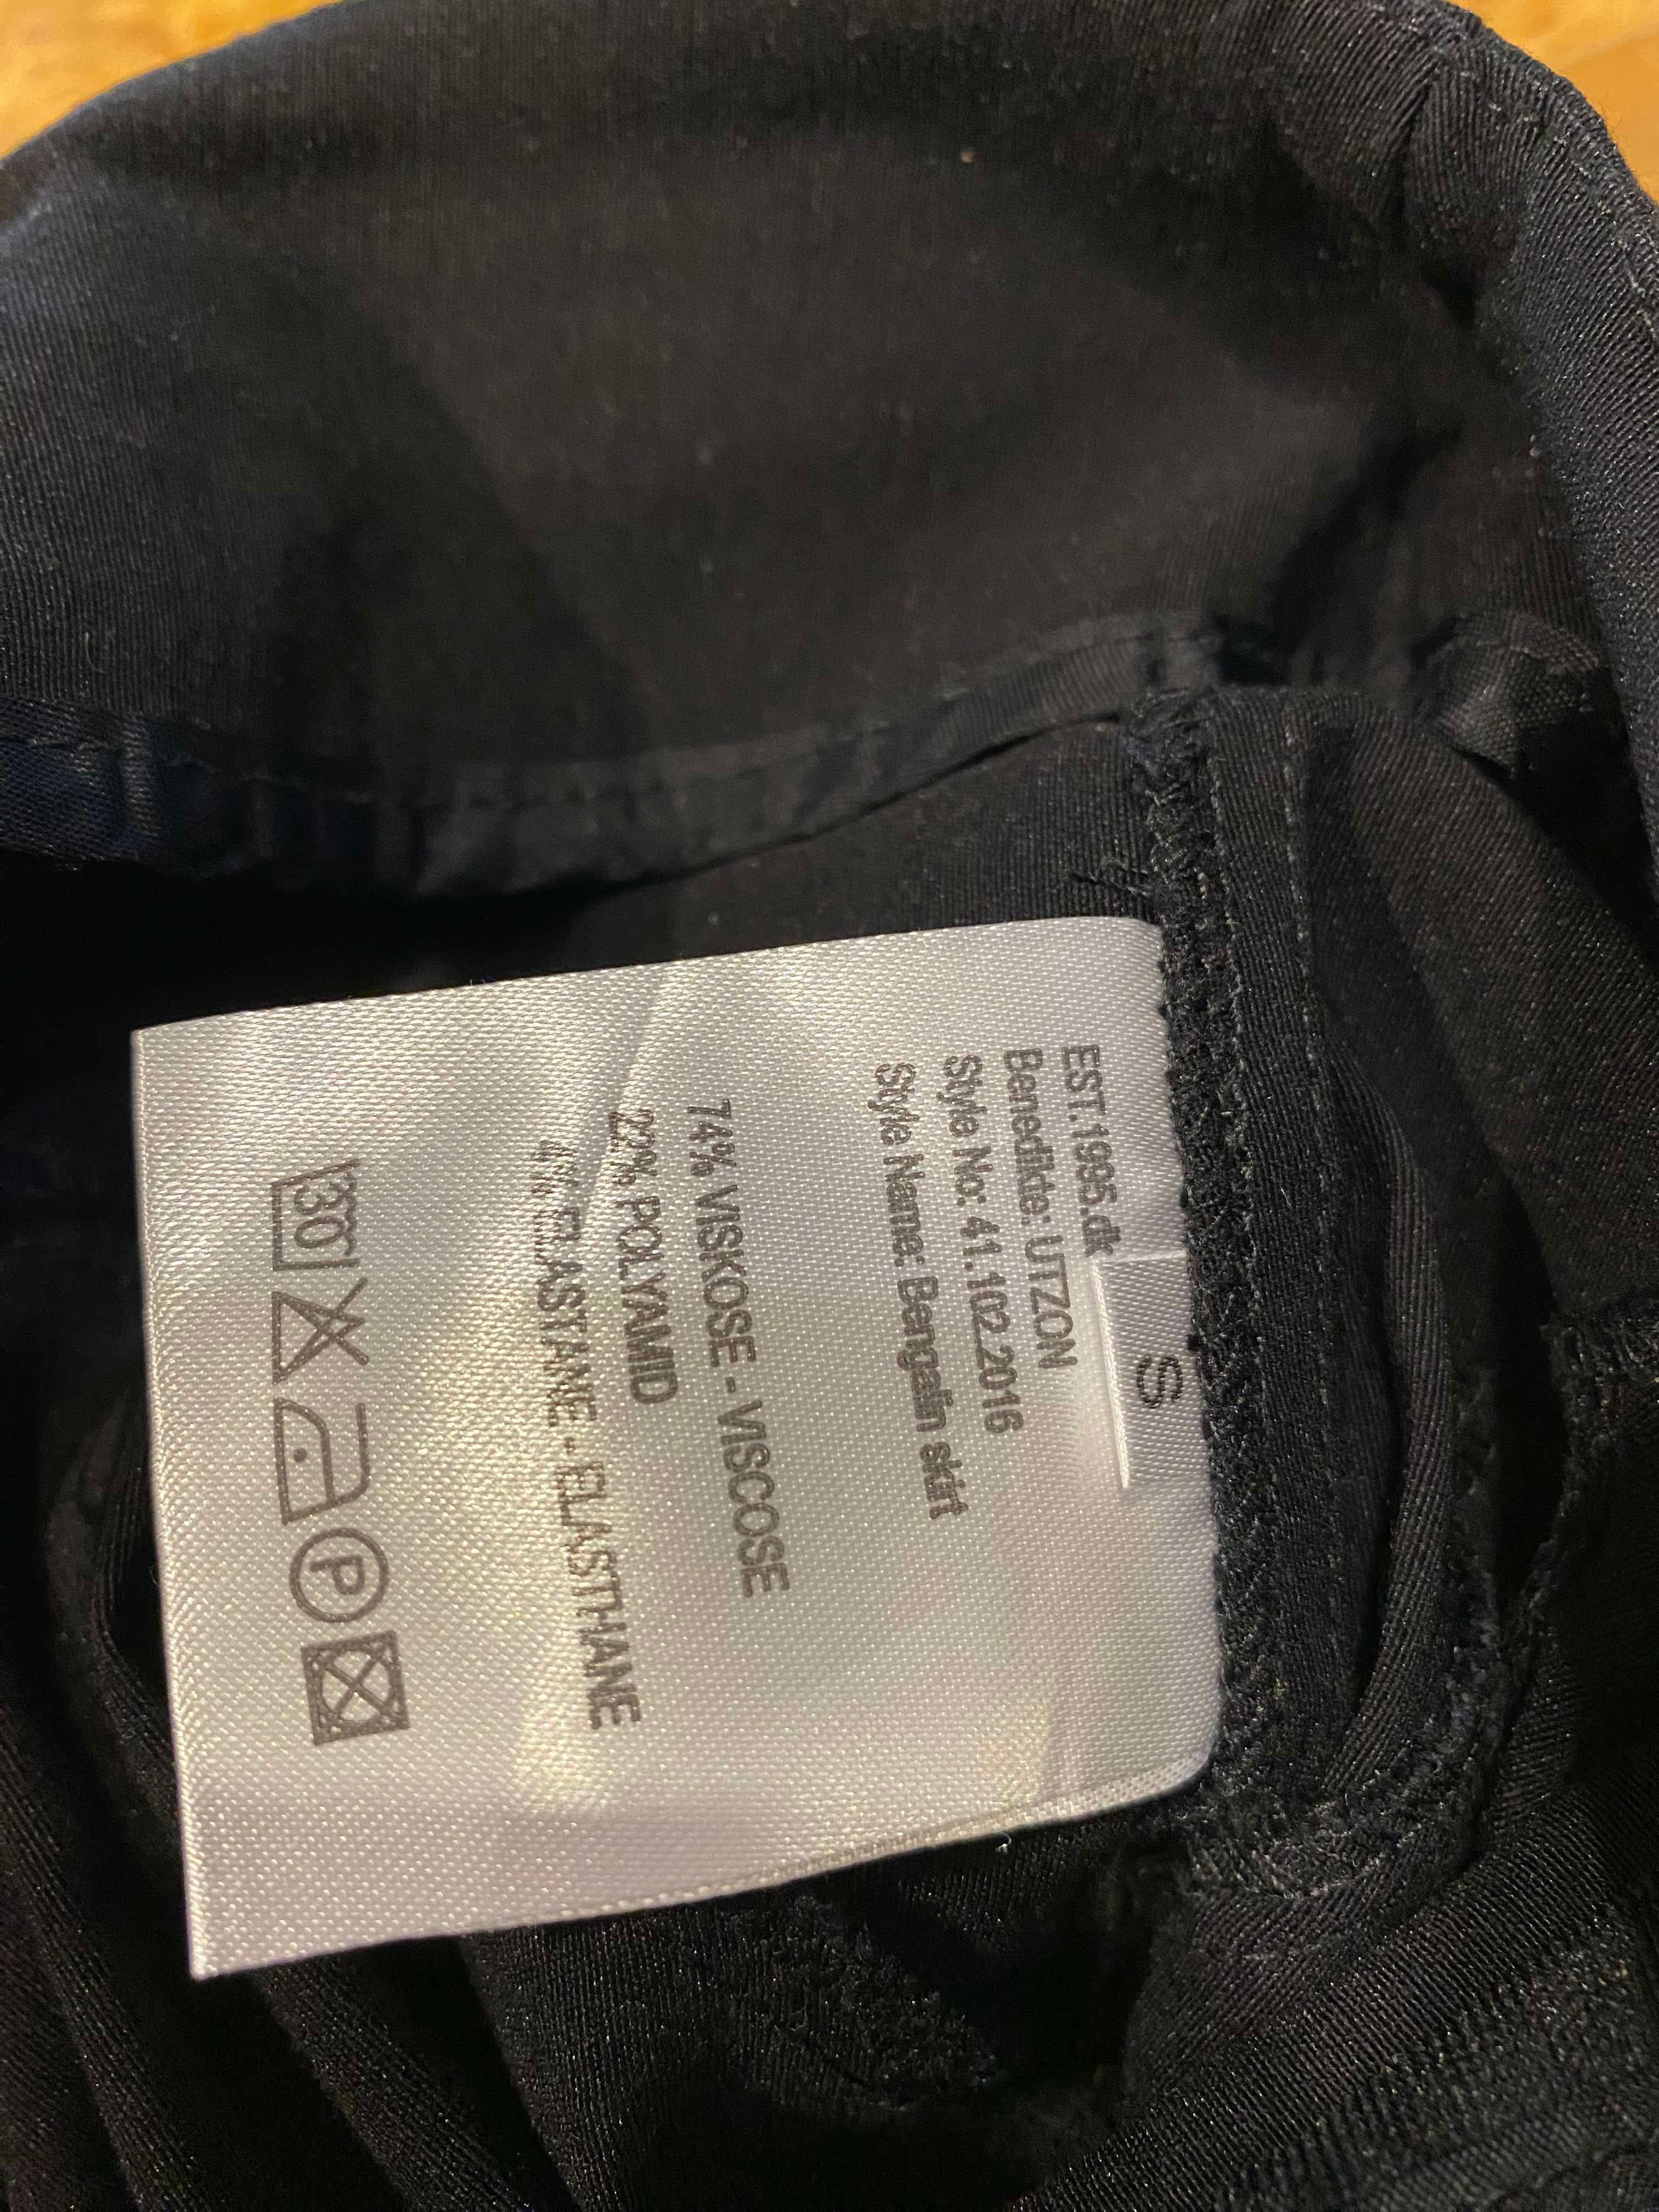 S
EST.1995.dk
Benedicte: UTZON
Style No: 41.102.2016
Style Name: Bengalin skirt
74% VISKOSE - VISCOSE
22% POLYAMID
4% ELASTANE - ELASTHANE
30°
P